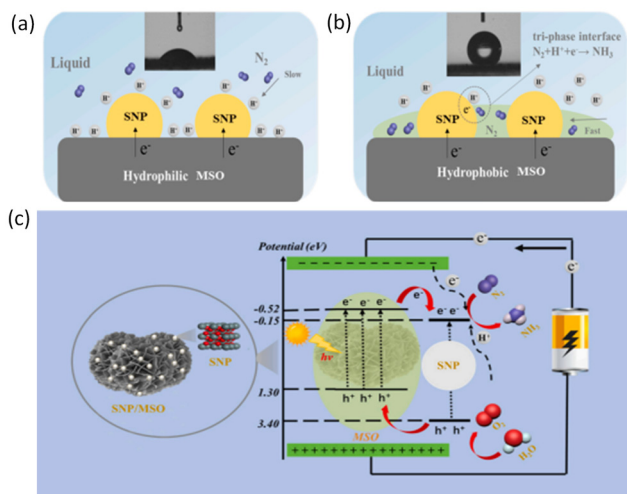 (a)
Liquid
N2
H+
H+
H+
Slow
H+
H+
SNP
SNP
H+
H+
H+
H+
H+
H+
e-
e-
Hydrophilic MSO
(b)
tri-phase interface
N2+H++e-→ NH3
Liquid
H+
H+
H+
H+
e-
SNP
SNP
N2
Fast
e-
e-
Hydrophobic MSO
(c)
Potential (eV)
e-
e-
e-
N2
e-
-0.52
e- e- e-
e- e-
-0.15
NH3
H+
SNP
hν
SNP
SNP/MSO
1.30
h+ h+ h+
O2
3.40
h+ h+
MSO
H2O